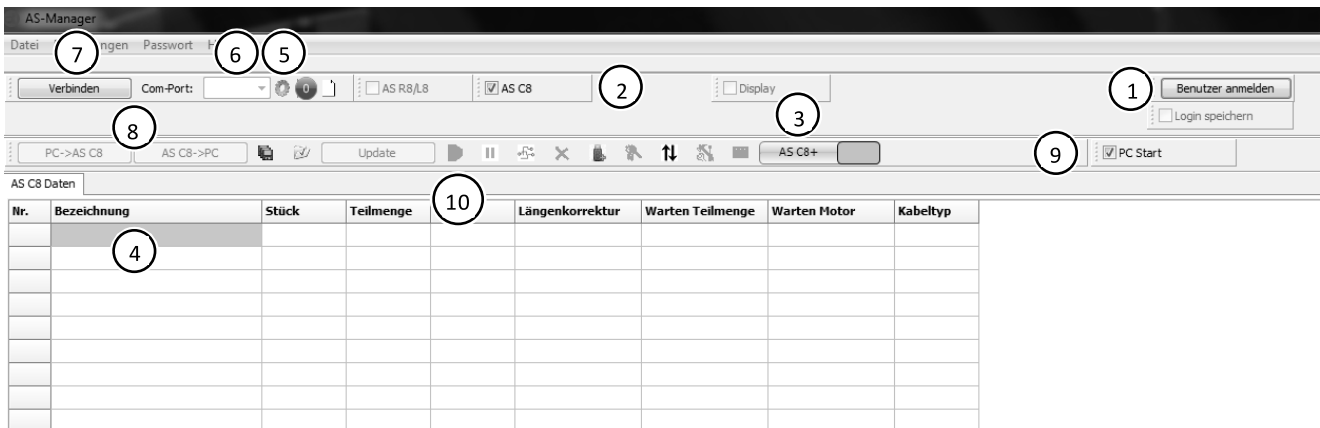 AS-Manager
Datei ngen Passwort H
7 6 5
Verbinden Com-Port: 0 AS R8/L8 AS C8 2 Display 1 Benutzer anmelden
8 3 Login speichern
PC->AS C8 AS C8->PC Update AS C8+ 9 PC Start
AS C8 Daten
10
Nr. Bezeichnung Stück Teilmenge Längenkorrektur Warten Teilmenge Warten Motor Kabeltyp
4